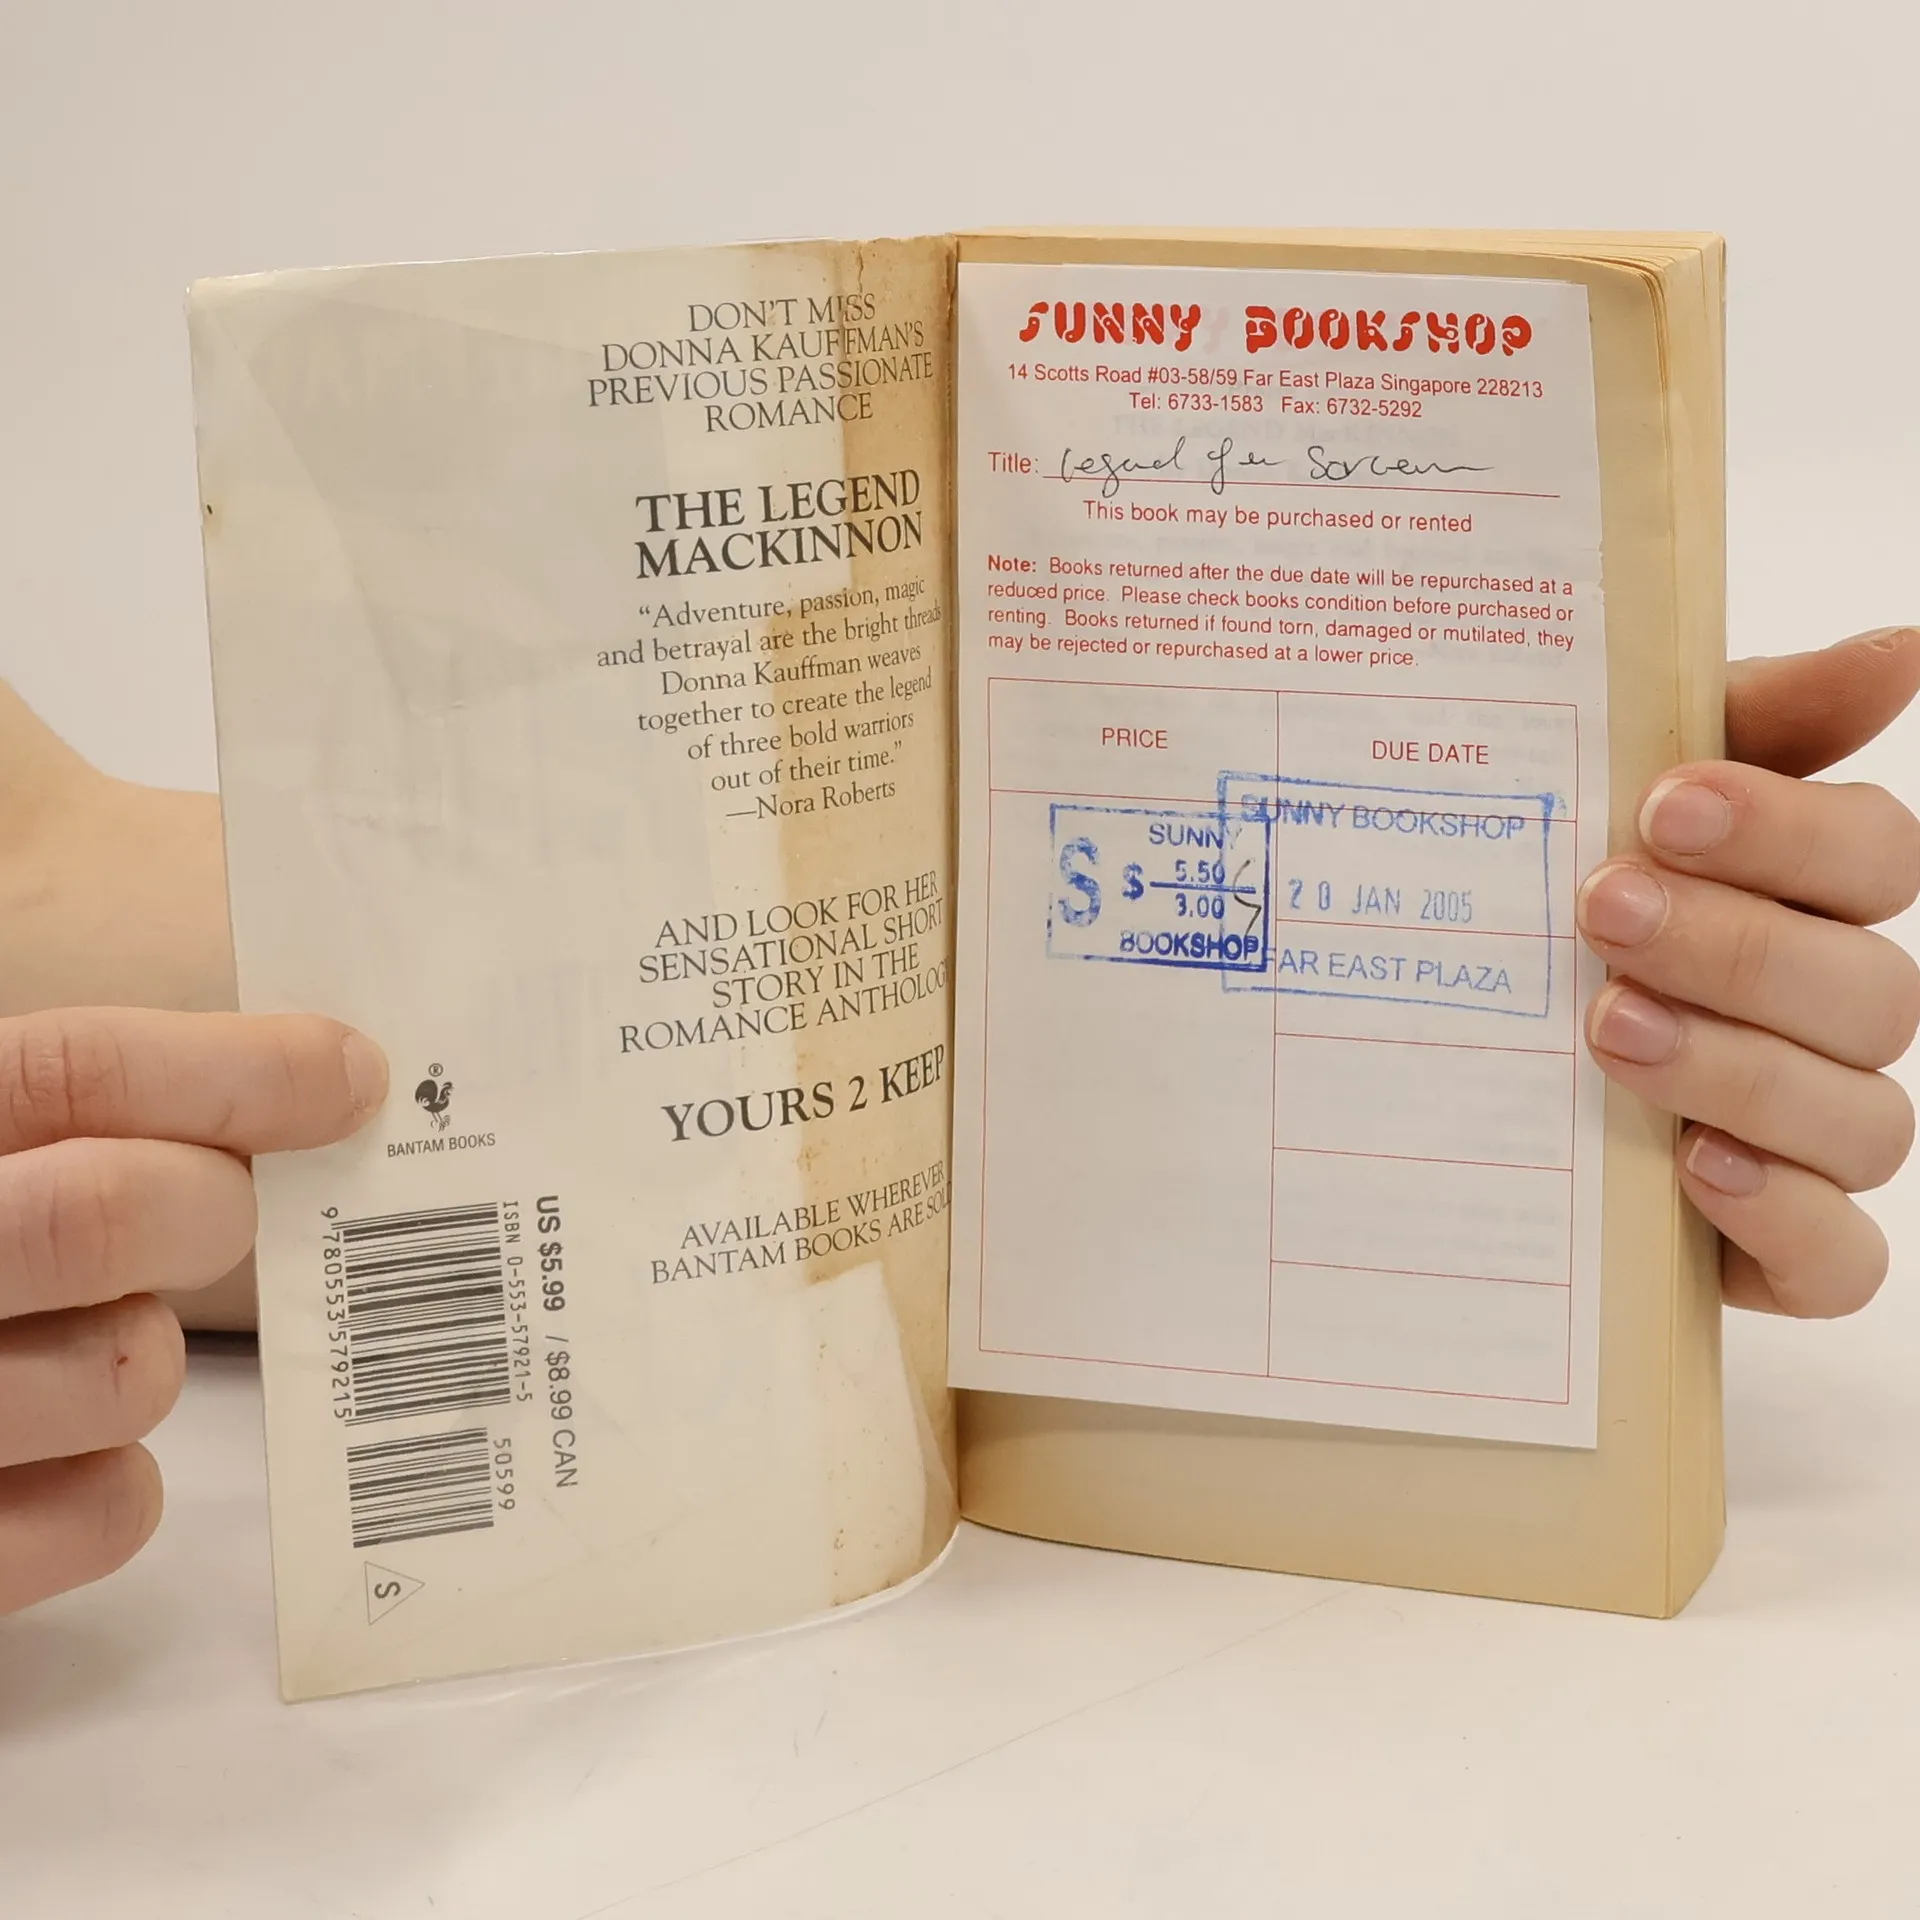 DON'T MISS
DONNA KAUFFMAN'S
PREVIOUS PASSIONATE
ROMANCE
THE LEGEND
MACKINNON
“Adventure, passion, magic
and betrayal are the bright threads
Donna Kauffman weaves
together to create the legend
of three bold warriors
out of their time.”
—Nora Roberts
AND LOOK FOR HER
SENSATIONAL SHORT
STORY IN THE
ROMANCE ANTHOLOG
YOURS 2 KEEP
AVAILABLE WHEREVER
BANTAM BOOKS ARE SOL
®
BANTAM BOOKS
US $5.99 / $8.99 CAN
ISBN 0-553-57921-5
9780553579215
50599
S
SUNNY BOOKSHOP
14 Scotts Road #03-58/59 Far East Plaza Singapore 228213
Tel: 6733-1583 Fax: 6732-5292
Title: Legend of
This book may be purchased or rented
Note: Books returned after the due date will be repurchased at a
reduced price. Please check books condition before purchased or
renting. Books returned if found torn, damaged or mutilated, they
may be rejected or repurchased at a lower price.
PRICE
DUE DATE
S
SUNNY
$ 5.50
3.00
BOOKSHOP
SUNNY BOOKSHOP
20 JAN 2005
FAR EAST PLAZA